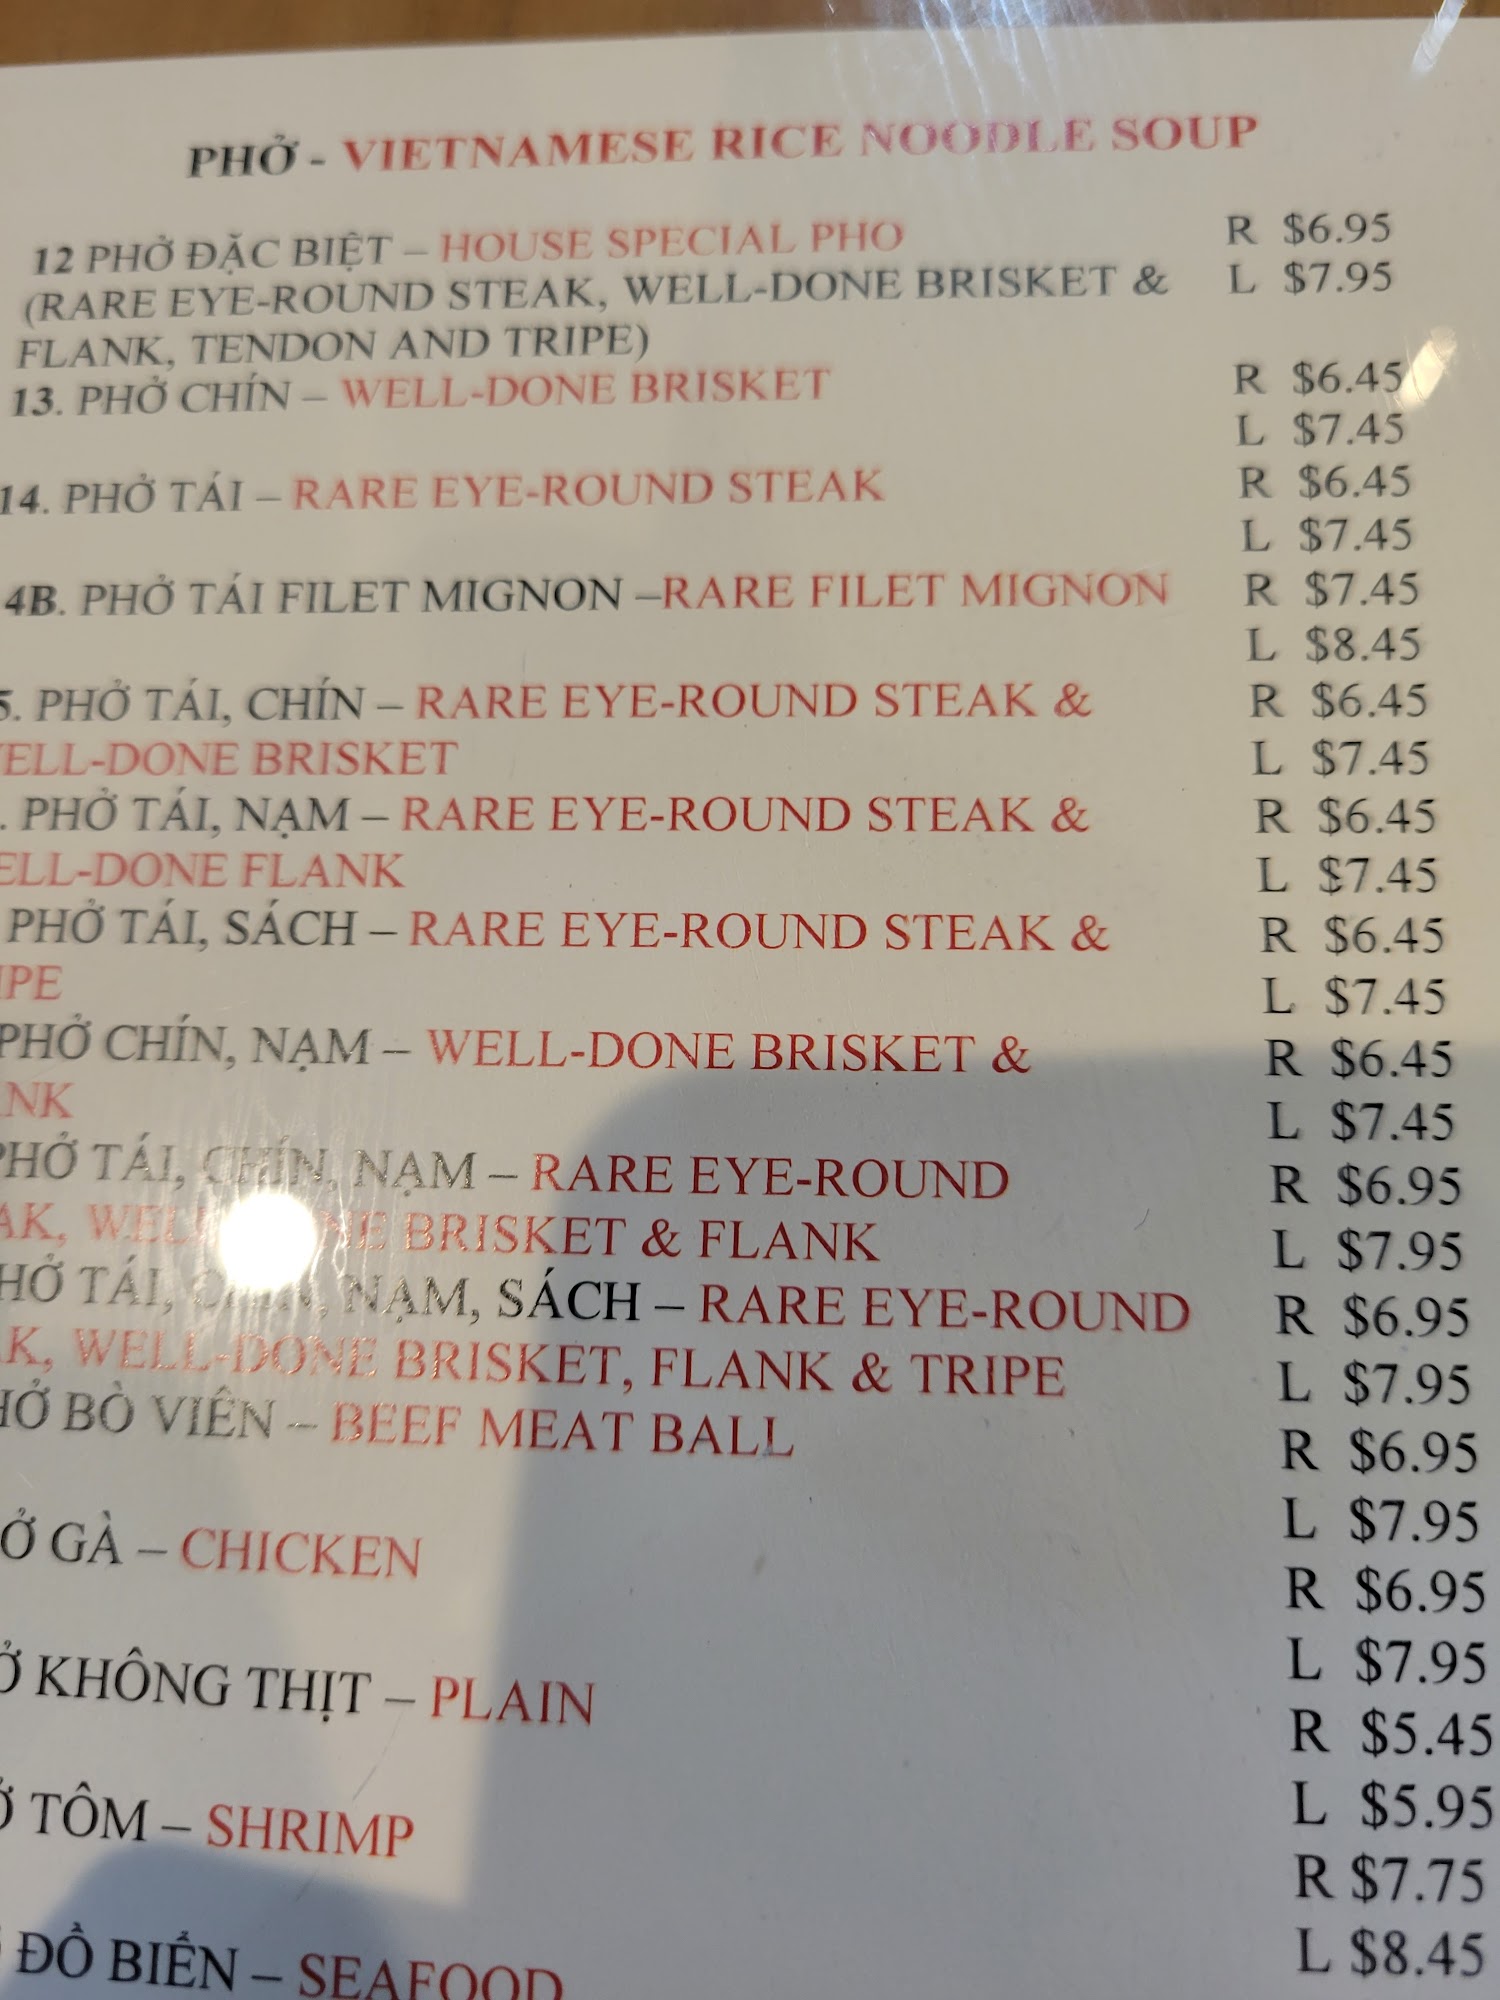 PHỞ - VIETNAMESE RICE NOODLE SOUP
12 PHỞ ĐẶC BIỆT – HOUSE SPECIAL PHO R $6.95
(RARE EYE-ROUND STEAK, WELL-DONE BRISKET & L $7.95
FLANK, TENDON AND TRIPE)
13. PHỞ CHÍN – WELL-DONE BRISKET R $6.45
L $7.45
14. PHỞ TÁI – RARE EYE-ROUND STEAK R $6.45
L $7.45
4B. PHỞ TÁI FILET MIGNON –RARE FILET MIGNON R $7.45
L $8.45
5. PHỞ TÁI, CHÍN – RARE EYE-ROUND STEAK & R $6.45
ELL-DONE BRISKET L $7.45
. PHỞ TÁI, NẠM – RARE EYE-ROUND STEAK & R $6.45
ELL-DONE FLANK L $7.45
PHỞ TÁI, SÁCH – RARE EYE-ROUND STEAK & R $6.45
IPE L $7.45
PHỞ CHÍN, NẠM – WELL-DONE BRISKET & R $6.45
NK L $7.45
PHỞ TÁI, CHÍN, NẠM – RARE EYE-ROUND R $6.95
AK, WELL-DONE BRISKET & FLANK L $7.95
HỞ TÁI, CHÍN, NẠM, SÁCH – RARE EYE-ROUND R $6.95
K, WELL-DONE BRISKET, FLANK & TRIPE L $7.95
HỞ BÒ VIÊN – BEEF MEAT BALL R $6.95
L $7.95
Ở GÀ – CHICKEN R $6.95
L $7.95
Ở KHÔNG THỊT – PLAIN R $5.45
L $5.95
Ở TÔM – SHRIMP R $7.75
L $8.45
ĐỒ BIỂN – SEAFOOD